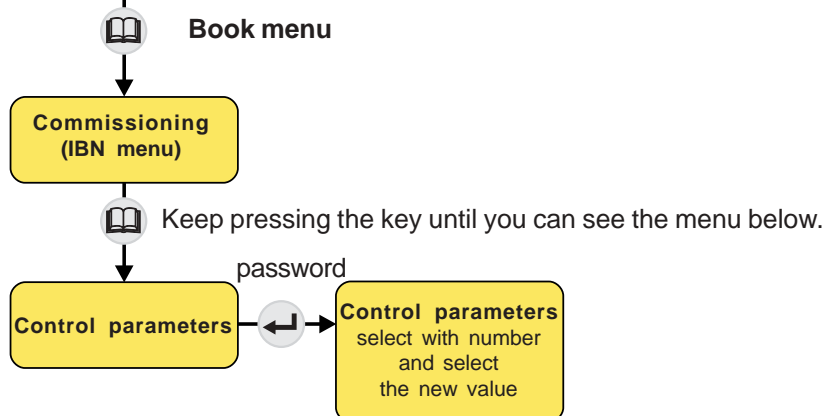 Book menu
Commissioning
(IBN menu)
Keep pressing the key until you can see the menu below.
password
Control parameters
Control parameters
select with number
and select
the new value